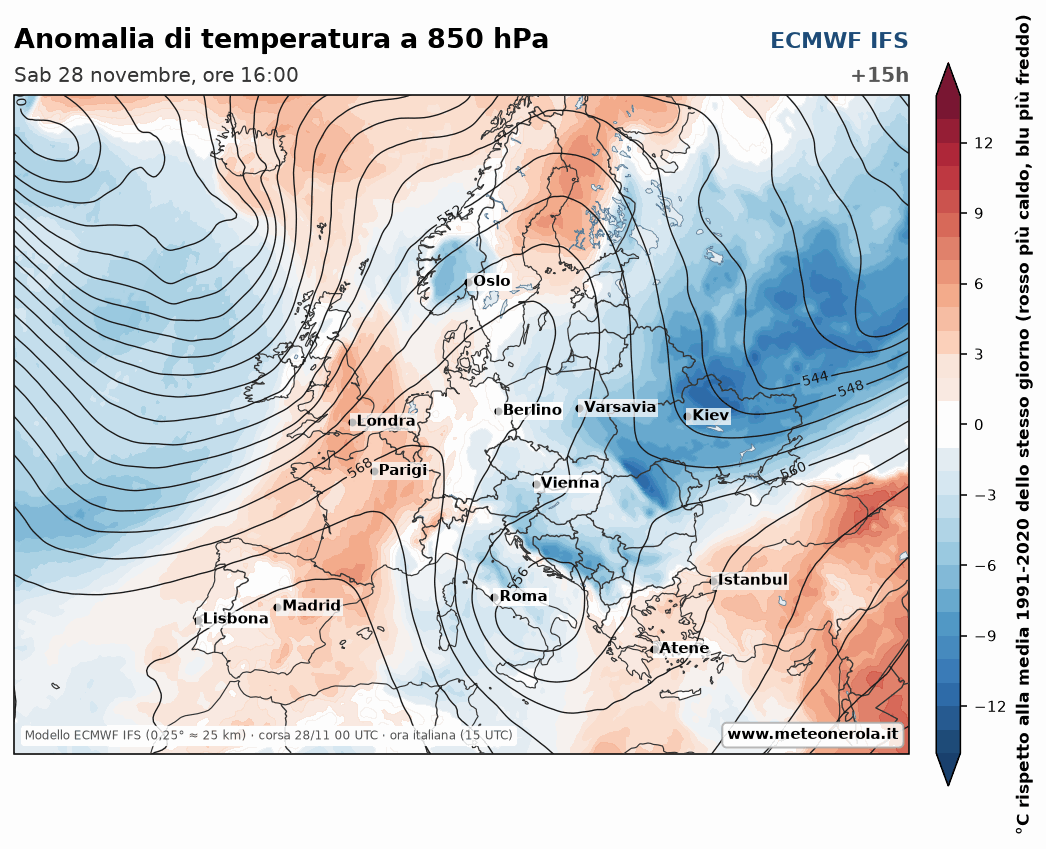 Anomalia di temperatura a 850 hPa
ECMWF IFS
Sab 28 novembre, ore 16:00
+15h
552
Oslo
544
548
Berlino
Varsavia
Kiev
Londra
568
Parigi
560
Vienna
556
Istanbul
Roma
Madrid
Lisbona
Atene
Modello ECMWF IFS (0,25° ≈ 25 km) · corsa 28/11 00 UTC · ora italiana (15 UTC)
www.meteonerola.it
12
9
6
3
0
−3
−6
−9
−12
°C rispetto alla media 1991-2020 dello stesso giorno (rosso più caldo, blu più freddo)